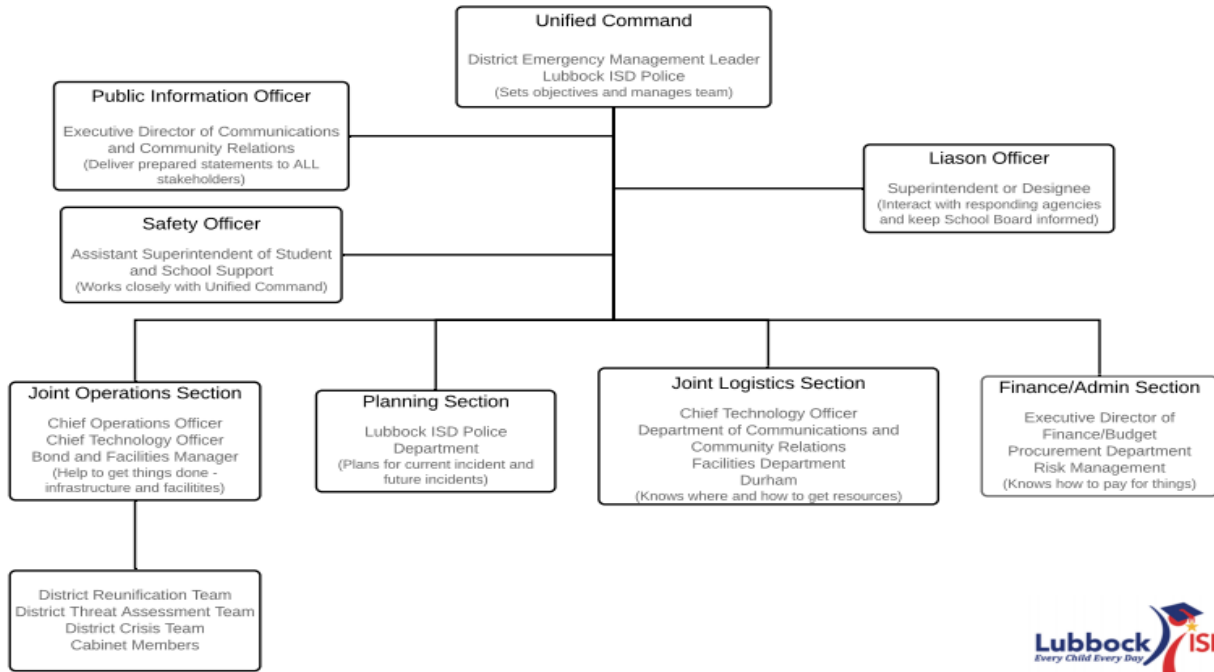 Unified Command
District Emergency Management Leader
Lubbock ISD Police
(Sets objectives and manages team)
Public Information Officer
Executive Director of Communications
and Community Relations
(Deliver prepared statements to ALL
stakeholders)
Liason Officer
Superintendent or Designee
(Interact with responding agencies
and keep School Board informed)
Safety Officer
Assistant Superintendent of Student
and School Support
(Works closely with Unified Command)
Joint Operations Section
Chief Operations Officer
Chief Technology Officer
Bond and Facilities Manager
(Help to get things done -
infrastructure and facilitites)
Planning Section
Lubbock ISD Police
Department
(Plans for current incident and
future incidents)
Joint Logistics Section
Chief Technology Officer
Department of Communications and
Community Relations
Facilities Department
Durham
(Knows where and how to get resources)
Finance/Admin Section
Executive Director of
Finance/Budget
Procurement Department
Risk Management
(Knows how to pay for things)
District Reunification Team
District Threat Assessment Team
District Crisis Team
Cabinet Members
Lubbock IS
Every Child Every Day